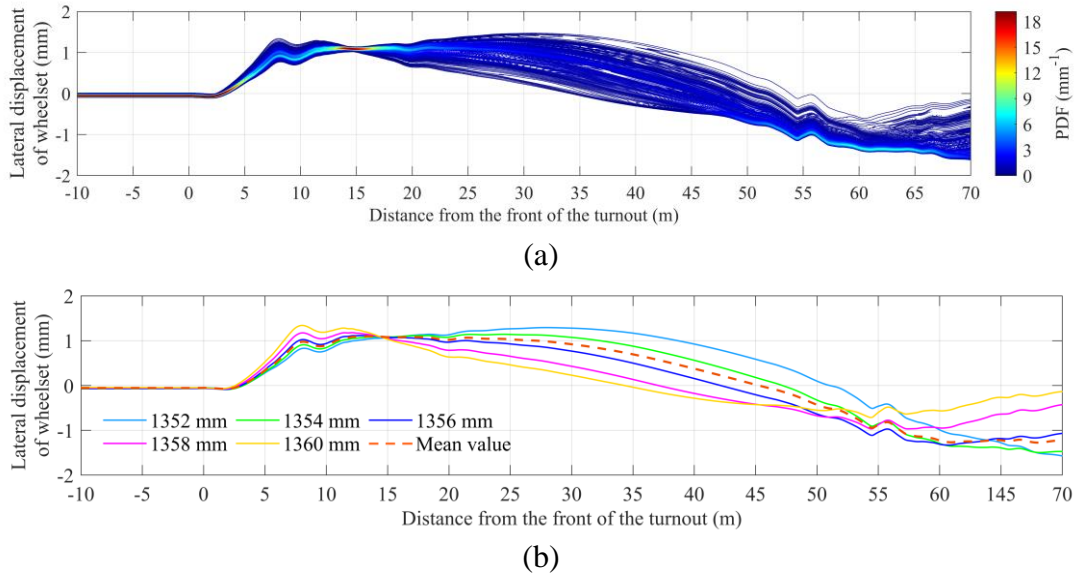 2
1
0
-1
-2
Lateral displacement
of wheelset (mm)
-10 -5 0 5 10 15 20 25 30 35 40 45 50 55 60 65 70
Distance from the front of the turnout (m)
18
15
12
9
6
3
0
PDF (mm⁻¹)
(a)
2
1
0
-1
-2
Lateral displacement
of wheelset (mm)
1352 mm 1354 mm 1356 mm
1358 mm 1360 mm Mean value
-10 -5 0 5 10 15 20 25 30 35 40 45 50 55 60 145 70
Distance from the front of the turnout (m)
(b)